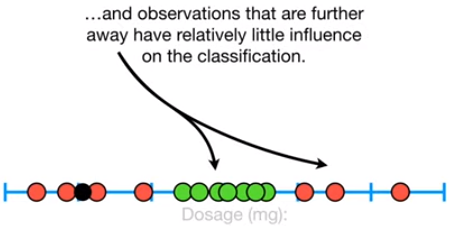 ...and observations that are further
away have relatively little influence
on the classification.
Dosage (mg):